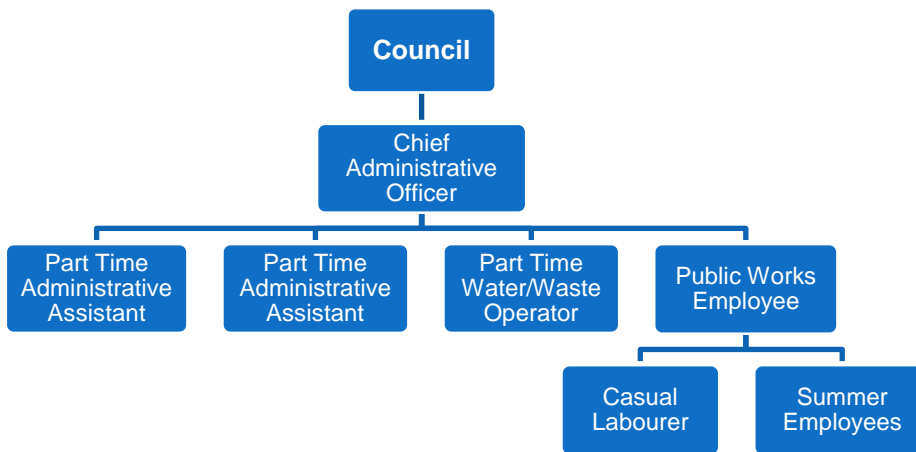 Council
Chief
Administrative
Officer
Part Time
Administrative
Assistant
Part Time
Administrative
Assistant
Part Time
Water/Waste
Operator
Public Works
Employee
Casual
Labourer
Summer
Employees